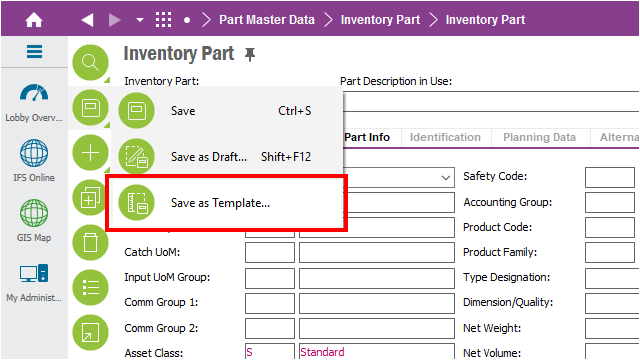 Part Master Data
Inventory Part
Inventory Part
Inventory Part
Inventory Part:
Part Description in Use:
Lobby Overv...
IFS Online
GIS Map
My Administ...
Save Ctrl+S
Save as Draft... Shift+F12
Save as Template...
Part Info
Identification
Planning Data
Alterna
Safety Code:
Accounting Group:
Product Code:
Catch UoM:
Product Family:
Input UoM Group:
Type Designation:
Comm Group 1:
Dimension/Quality:
Comm Group 2:
Net Weight:
Asset Class:
S
Standard
Net Volume: